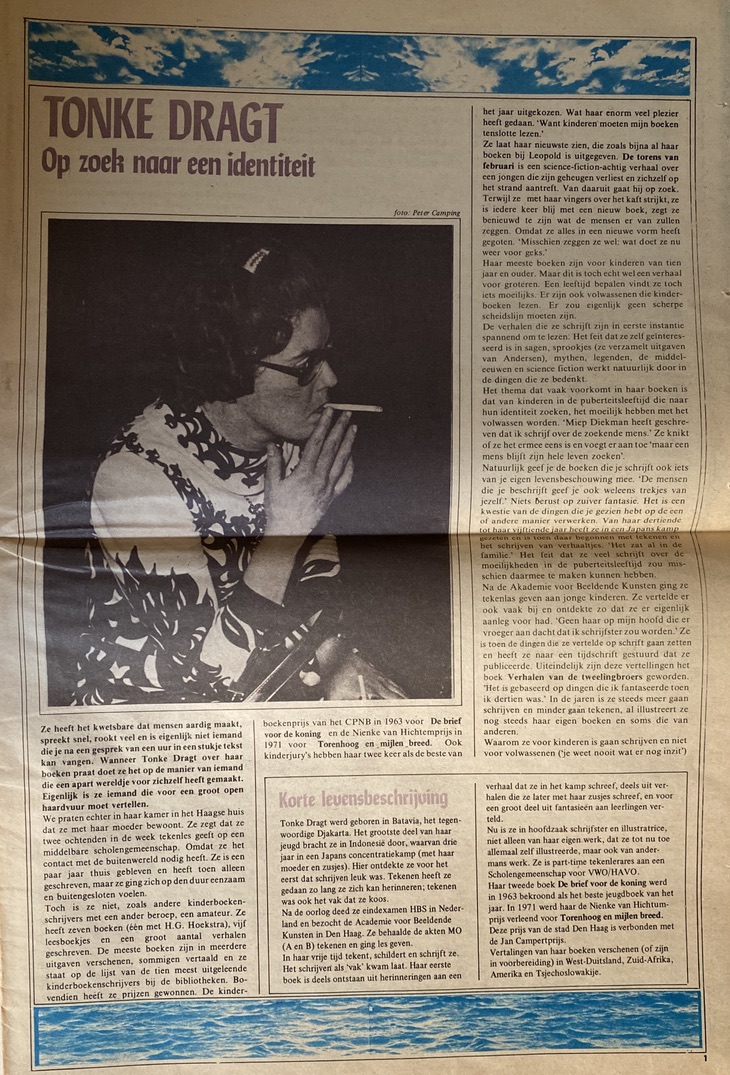 TONKE DRAGT
Op zoek naar een identiteit
foto: Peter Camping
Ze heeft het kwetsbare dat mensen aardig maakt,
spreekt snel, rookt veel en is eigenlijk niet iemand
die je na een gesprek van een uur in een stukje tekst
kan vangen. Wanneer Tonke Dragt over haar
boeken praat doet ze het op de manier van iemand
die een apart wereldje voor zichzelf heeft gemaakt.
Eigenlijk is ze iemand die voor een groot open
haardvuur moet vertellen.
We praten echter in haar kamer in het Haagse huis
dat ze met haar moeder bewoont. Ze zegt dat ze
twee ochtenden in de week tekenles geeft op een
middelbare scholengemeenschap. Omdat ze het
contact met de buitenwereld nodig heeft. Ze is een
paar jaar thuis gebleven en heeft toen alleen
geschreven, maar ze ging zich op den duur eenzaam
en buitengesloten voelen.
Toch is ze niet, zoals andere kinderboeken-
schrijvers met een ander beroep, een amateur. Ze
heeft zeven boeken (één met H.G. Hoekstra), vijf
leesboekjes en een groot aantal verhalen
geschreven. De meeste boeken zijn in meerdere
uitgaven verschenen, sommigen vertaald en ze
staat op de lijst van de tien meest uitgeleende
kinderboekenschrijvers bij de bibliotheken. Bo-
vendien heeft ze prijzen gewonnen. De kinder-
boekenprijs van het CPNB in 1963 voor De brief
voor de koning en de Nienke van Hichtemprijs in
1971 voor Torenhoog en mijlen breed. Ook
kinderjury's hebben haar twee keer als de beste van
het jaar uitgekozen. Wat haar enorm veel plezier
heeft gedaan. 'Want kinderen moeten mijn boeken
tenslotte lezen.'
Ze laat haar nieuwste zien, die zoals bijna al haar
boeken bij Leopold is uitgegeven. De torens van
februari is een science-fiction-achtig verhaal over
een jongen die zijn geheugen verliest en zichzelf op
het strand aantreft. Van daaruit gaat hij op zoek.
Terwijl ze met haar vingers over het kaft strijkt, ze
is iedere keer blij met een nieuw boek, zegt ze
benieuwd te zijn wat de mensen er van zullen
zeggen. Omdat ze alles in een nieuwe vorm heeft
gegoten. 'Misschien zeggen ze wel: wat doet ze nu
weer voor geks.'
Haar meeste boeken zijn voor kinderen van tien
jaar en ouder. Maar dit is toch echt wel een verhaal
voor groteren. Een leeftijd bepalen vindt ze toch
iets moeilijks. Er zijn ook volwassenen die kinder-
boeken lezen. Er zou eigenlijk geen scherpe
scheidslijn moeten zijn.
De verhalen die ze schrijft zijn in eerste instantie
spannend om te lezen. Het feit dat ze zelf geïnteres-
seerd is in sagen, sprookjes (ze verzamelt uitgaven
van Andersen), mythen, legenden, de middel-
eeuwen en science fiction werkt natuurlijk door in
de dingen die ze bedenkt.
Het thema dat vaak voorkomt in haar boeken is
dat van kinderen in de puberteitsleeftijd die naar
hun identiteit zoeken, het moeilijk hebben met het
volwassen worden. 'Miep Diekman heeft geschre-
ven dat ik schrijf over de zoekende mens.' Ze knikt
of ze het ermee eens is en voegt er aan toe 'maar een
mens blijft zijn hele leven zoeken'.
Natuurlijk geef je de boeken die je schrijft ook iets
van je eigen levensbeschouwing mee. 'De mensen
die je beschrijft geef je ook weleens trekjes van
jezelf.' Niets berust op zuiver fantasie. Het is een
kwestie van de dingen die je gezien hebt op de een
of andere manier verwerken. Van haar dertiende
tot haar vijftiende jaar heeft ze in een Japans kamp
gezeten en is toen daar begonnen met tekenen en
het schrijven van verhaaltjes. 'Het zat al in de
familie.' Het feit dat ze veel schrijft over de
moeilijkheden in de puberteitsleeftijd zou mis-
schien daarmee te maken kunnen hebben.
Na de Akademie voor Beeldende Kunsten ging ze
tekenlas geven aan jonge kinderen. Ze vertelde er
ook vaak bij en ontdekte zo dat ze er eigenlijk
aanleg voor had. 'Geen haar op mijn hoofd die er
vroeger aan dacht dat ik schrijfster zou worden.' Ze
is toen de dingen die ze vertelde op schrift gaan zetten
en heeft ze naar een tijdschrift gestuurd dat ze
publiceerde. Uiteindelijk zijn deze vertellingen het
boek Verhalen van de tweelingbroers geworden.
'Het is gebaseerd op dingen die ik fantaseerde toen
ik dertien was.' In de jaren is ze steeds meer gaan
schrijven en minder gaan tekenen, al illustreert ze
nog steeds haar eigen boeken en soms die van
anderen.
Waarom ze voor kinderen is gaan schrijven en niet
voor volwassenen ('je weet nooit wat er nog inzit')
Korte levensbeschrijving
Tonke Dragt werd geboren in Batavia, het tegen-
woordige Djakarta. Het grootste deel van haar
jeugd bracht ze in Indonesië door, waarvan drie
jaar in een Japans concentratiekamp (met haar
moeder en zusjes). Hier ontdekte ze voor het
eerst dat schrijven leuk was. Tekenen heeft ze
gedaan zo lang ze zich kan herinneren; tekenen
was ook het vak dat ze koos.
Na de oorlog deed ze eindexamen HBS in Neder-
land en bezocht de Academie voor Beeldende
Kunsten in Den Haag. Ze behaalde de akten MO
(A en B) tekenen en ging les geven.
In haar vrije tijd tekent, schildert en schrijft ze.
Het schrijven als 'vak' kwam laat. Haar eerste
boek is deels ontstaan uit herinneringen aan een
verhaal dat ze in het kamp schreef, deels uit ver-
halen die ze later met haar zusjes schreef, en voor
een groot deel uit fantasieën aan leerlingen ver-
teld.
Nu is ze in hoofdzaak schrijfster en illustratrice,
niet alleen van haar eigen werk, dat ze tot nu toe
allemaal zelf illustreerde, maar ook van ander-
mans werk. Ze is part-time tekenlerares aan een
Scholengemeenschap voor VWO/HAVO.
Haar tweede boek De brief voor de koning werd
in 1963 bekroond als het beste jeugdboek van het
jaar. In 1971 werd haar de Nienke van Hichtum-
prijs verleend voor Torenhoog en mijlen breed.
Deze prijs van de stad Den Haag is verbonden met
de Jan Campertprijs.
Vertalingen van haar boeken verschenen (of zijn
in voorbereiding) in West-Duitsland, Zuid-Afrika,
Amerika en Tsjechoslowakije.
1